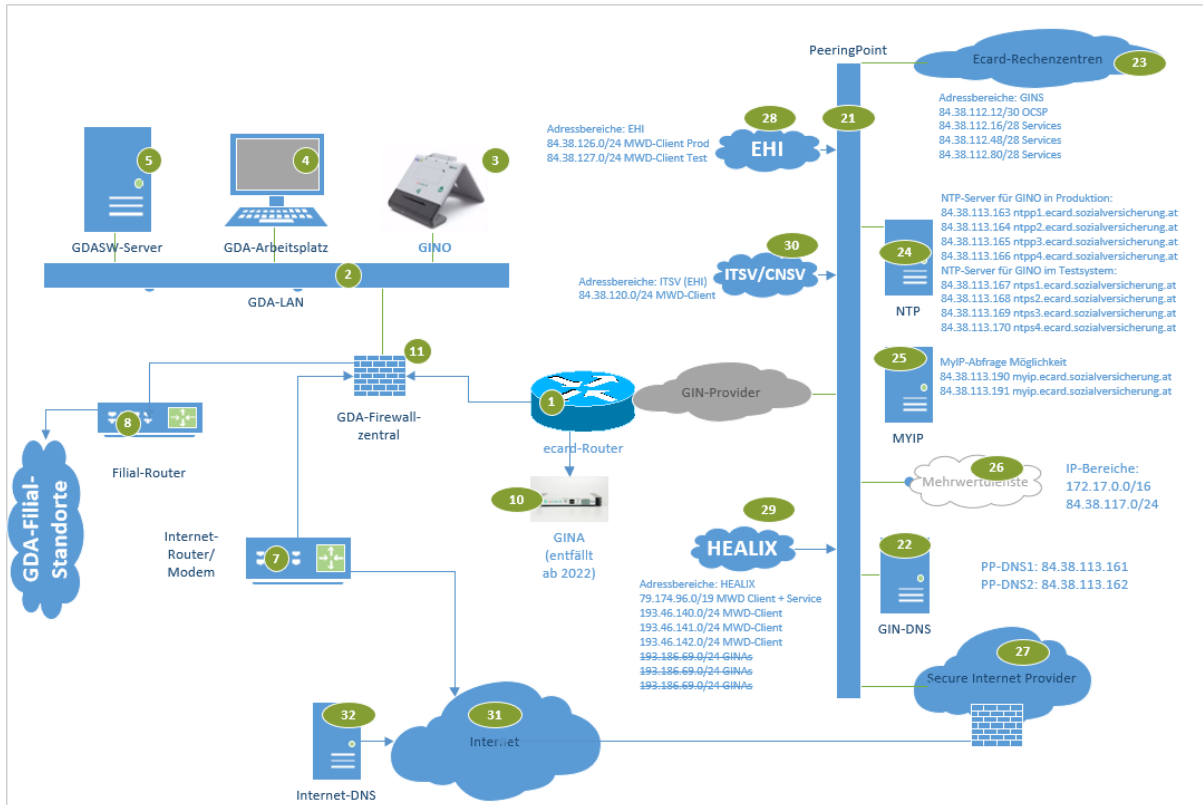 PeeringPoint
Ecard-Rechenzentren
23
Adressbereiche: GINS
84.38.112.12/30 OCSP
84.38.112.16/28 Services
84.38.112.48/28 Services
84.38.112.80/28 Services
21
28
EHI
Adressbereiche: EHI
84.38.126.0/24 MWD-Client Prod
84.38.127.0/24 MWD-Client Test
5
GDASW-Server
4
GDA-Arbeitsplatz
3
GINO
2
GDA-LAN
30
ITSV/CNSV
Adressbereiche: ITSV (EHI)
84.38.120.0/24 MWD-Client
24
NTP
NTP-Server für GINO in Produktion:
84.38.113.163 ntpp1.ecard.sozialversicherung.at
84.38.113.164 ntpp2.ecard.sozialversicherung.at
84.38.113.165 ntpp3.ecard.sozialversicherung.at
84.38.113.166 ntpp4.ecard.sozialversicherung.at
NTP-Server für GINO im Testsystem:
84.38.113.167 ntps1.ecard.sozialversicherung.at
84.38.113.168 ntps2.ecard.sozialversicherung.at
84.38.113.169 ntps3.ecard.sozialversicherung.at
84.38.113.170 ntps4.ecard.sozialversicherung.at
11
GDA-Firewall-
zentral
1
ecard-Router
GIN-Provider
25
MYIP
MyIP-Abfrage Möglichkeit
84.38.113.190 myip.ecard.sozialversicherung.at
84.38.113.191 myip.ecard.sozialversicherung.at
8
Filial-Router
GDA-Filial-
Standorte
10
GINA
(entfällt
ab 2022)
26
Mehrwertdienste
IP-Bereiche:
172.17.0.0/16
84.38.117.0/24
Internet-
Router/
Modem
7
29
HEALIX
Adressbereiche: HEALIX
79.174.96.0/19 MWD Client + Service
193.46.140.0/24 MWD-Client
193.46.141.0/24 MWD-Client
193.46.142.0/24 MWD-Client
193.186.69.0/24 GINAs
193.186.69.0/24 GINAs
193.186.69.0/24 GINAs
22
GIN-DNS
PP-DNS1: 84.38.113.161
PP-DNS2: 84.38.113.162
27
Secure Internet Provider
32
Internet-DNS
31
Internet